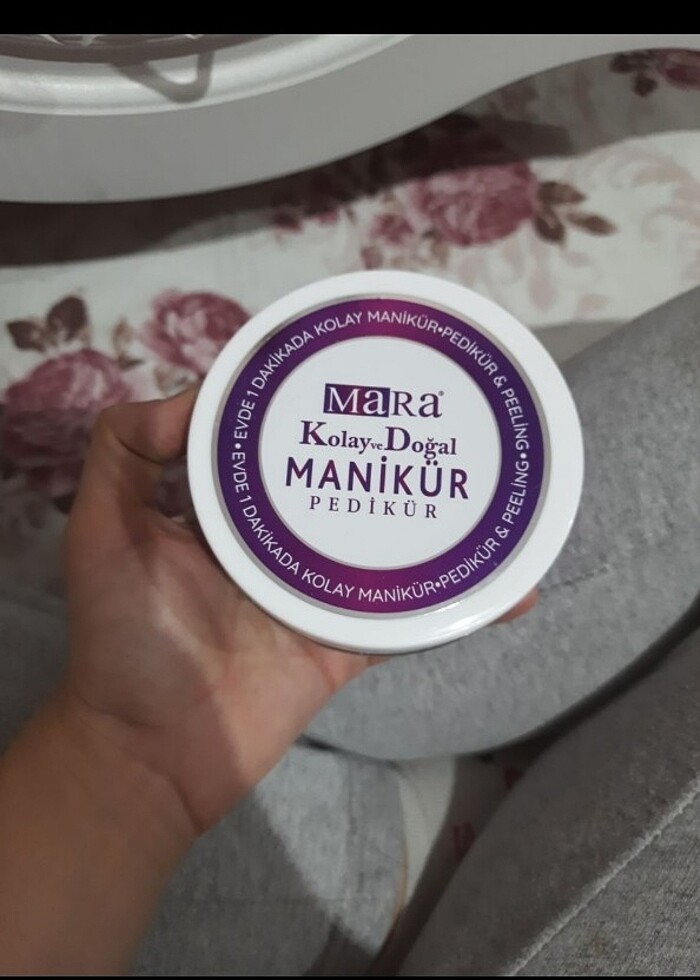 EVDE 1 DAKİKADA KOLAY MANİKÜR•PEDİKÜR & PEELİNG•
MaRa®
Kolay ve Doğal
MANİKÜR
PEDİKÜR
EVDE 1 DAKİKADA KOLAY MANİKÜR•PEDİKÜR & PEELİNG•